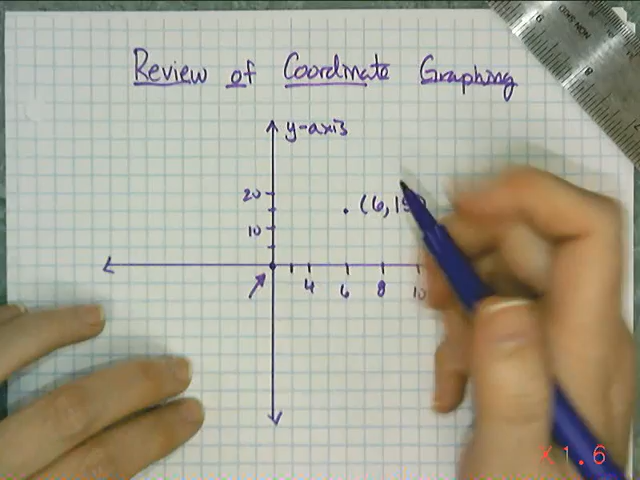 Review of Coordinate Graphing
y-axis
20
(6,15)
10
4 6 8 10
x1.6